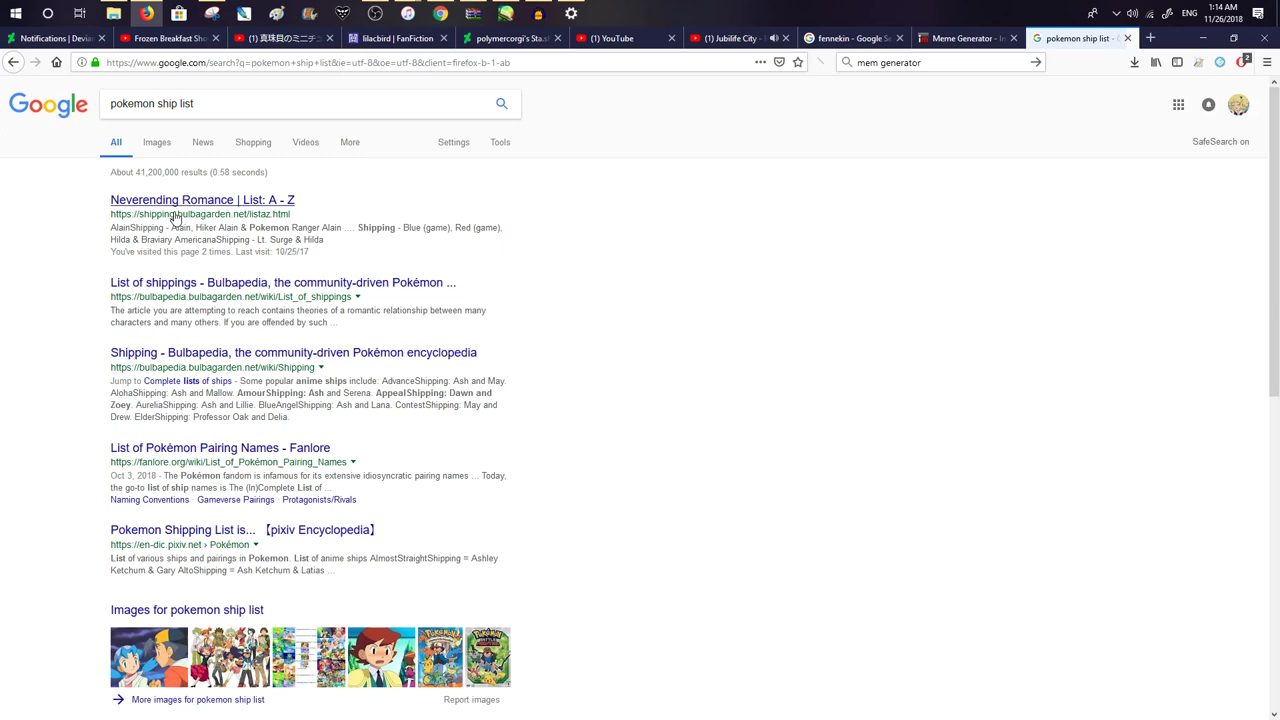 1:14 AM
ENG
11/26/2018
Notifications | Devian
Frozen Breakfast Sho
(1) 真珠貝のミニチ
lilacbird | FanFiction
polymercorgi's Sta.sh
(1) YouTube
(1) Jubilife City -
fennekin - Google Se
Meme Generator - In
pokemon ship list -
https://www.google.com/search?q=pokemon+ship+list&ie=utf-8&oe=utf-8&client=firefox-b-1-ab
mem generator
2
Google
pokemon ship list
All Images News Shopping Videos More Settings Tools
SafeSearch on
About 41,200,000 results (0.58 seconds)
Neverending Romance | List: A - Z
https://shipping.bulbagarden.net/listaz.html
AlainShipping - Alain, Hiker Alain & Pokemon Ranger Alain .... Shipping - Blue (game), Red (game),
Hilda & Braviary AmericanaShipping - Lt. Surge & Hilda
You've visited this page 2 times. Last visit: 10/25/17
List of shippings - Bulbapedia, the community-driven Pokémon ...
https://bulbapedia.bulbagarden.net/wiki/List_of_shippings
The article you are attempting to reach contains theories of a romantic relationship between many
characters and many others. If you are offended by such ...
Shipping - Bulbapedia, the community-driven Pokémon encyclopedia
https://bulbapedia.bulbagarden.net/wiki/Shipping
Jump to Complete lists of ships - Some popular anime ships include: AdvanceShipping: Ash and May.
AlohaShipping: Ash and Mallow. AmourShipping: Ash and Serena. AppealShipping: Dawn and
Zoey. AureliaShipping: Ash and Lillie. BlueAngelShipping: Ash and Lana. ContestShipping: May and
Drew. ElderShipping: Professor Oak and Delia.
List of Pokémon Pairing Names - Fanlore
https://fanlore.org/wiki/List_of_Pokémon_Pairing_Names
Oct 3, 2018 - The Pokémon fandom is infamous for its extensive idiosyncratic pairing names ... Today,
the go-to list of ship names is The (In)Complete List of ...
Naming Conventions · Gameverse Pairings · Protagonists/Rivals
Pokemon Shipping List is... 【pixiv Encyclopedia】
https://en-dic.pixiv.net › Pokémon
List of various ships and pairings in Pokemon. List of anime ships AlmostStraightShipping = Ashley
Ketchum & Gary AltoShipping = Ash Ketchum & Latias ...
Images for pokemon ship list
More images for pokemon ship list
Report images